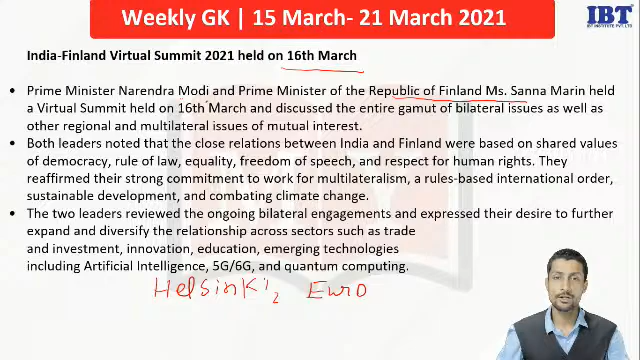 Weekly GK | 15 March- 21 March 2021
IBT
IBT INSTITUTE PVT. LTD.
India-Finland Virtual Summit 2021 held on 16th March
• Prime Minister Narendra Modi and Prime Minister of the Republic of Finland Ms. Sanna Marin held
a Virtual Summit held on 16th March and discussed the entire gamut of bilateral issues as well as
other regional and multilateral issues of mutual interest.
• Both leaders noted that the close relations between India and Finland were based on shared values
of democracy, rule of law, equality, freedom of speech, and respect for human rights. They
reaffirmed their strong commitment to work for multilateralism, a rules-based international order,
sustainable development, and combating climate change.
• The two leaders reviewed the ongoing bilateral engagements and expressed their desire to further
expand and diversify the relationship across sectors such as trade
and investment, innovation, education, emerging technologies
including Artificial Intelligence, 5G/6G, and quantum computing.
Helsinki, Euro